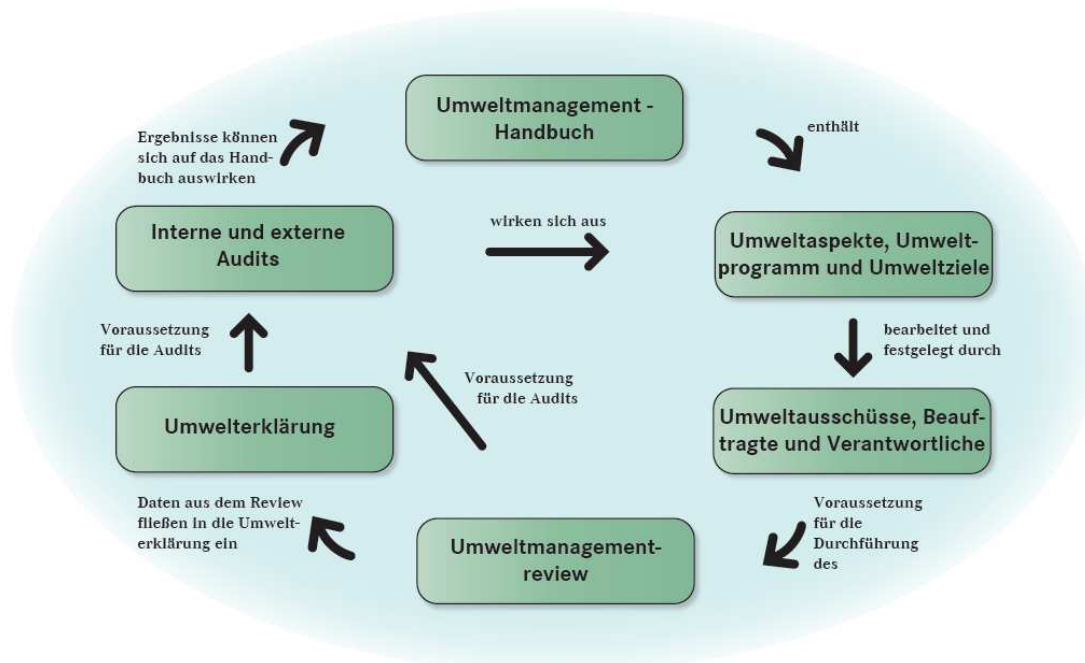 Umweltmanagement -
Handbuch
enthält
Umweltaspekte, Umwelt-
programm und Umweltziele
bearbeitet und
festgelegt durch
Umweltausschüsse, Beauf-
tragte und Verantwortliche
Voraussetzung
für die
Durchführung
des
Umweltmanagement-
review
Daten aus dem Review
fließen in die Umwelt-
erklärung ein
Umwelterklärung
Voraussetzung
für die Audits
Interne und externe
Audits
Ergebnisse können
sich auf das Hand-
buch auswirken
wirken sich aus
Voraussetzung
für die Audits